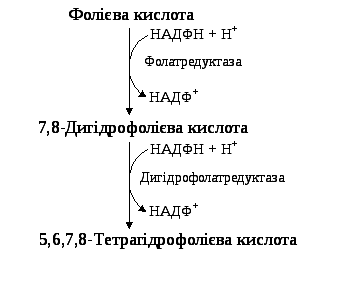 Фолієва кислота
НАДФН + Н+
Фолатредуктаза
НАДФ+
7,8-Дигідрофолієва кислота
НАДФН + Н+
Дигідрофолатредуктаза
НАДФ+
5,6,7,8-Тетрагідрофолієва кислота